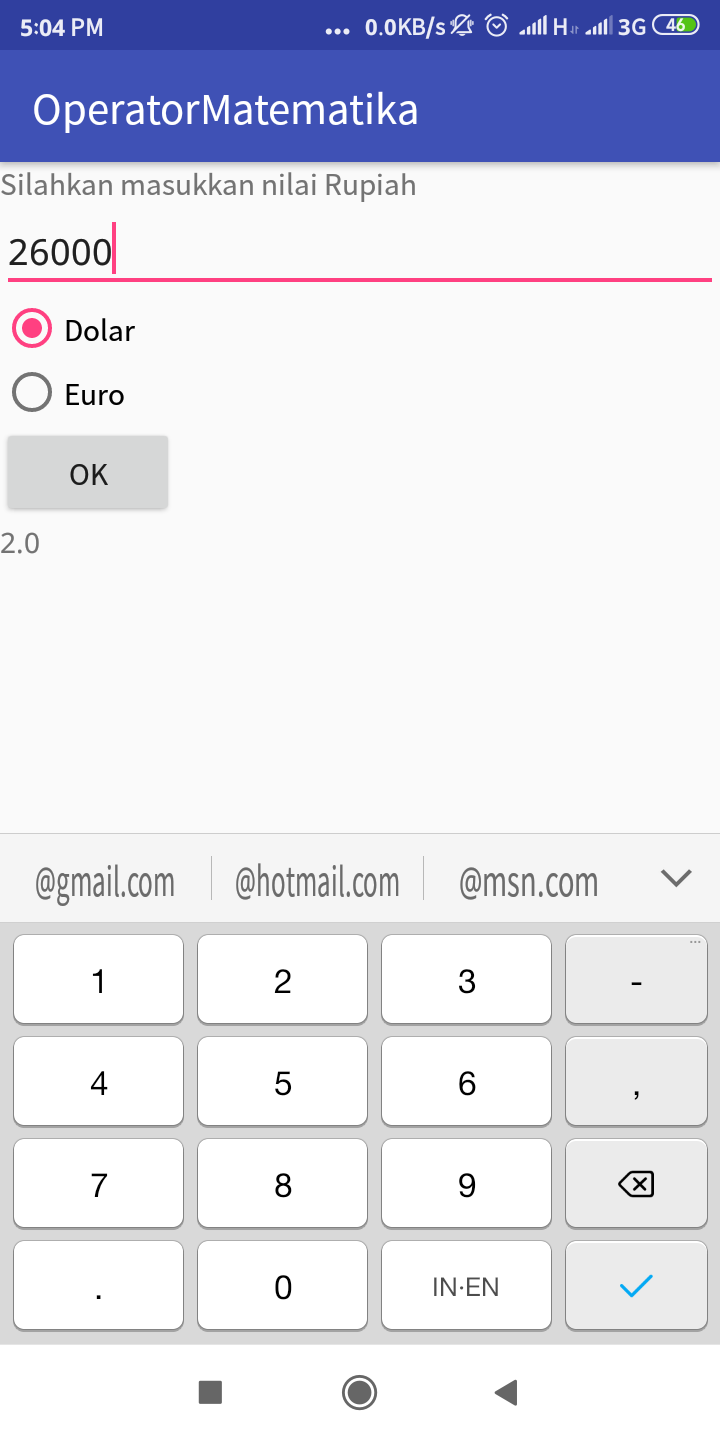 5:04 PM ... 0.0KB/s H 3G 46
OperatorMatematika
Silahkan masukkan nilai Rupiah
26000
Dolar
Euro
OK
2.0
@gmail.com @hotmail.com @msn.com
1 2 3 -
4 5 6 ,
7 8 9
. 0 IN·EN